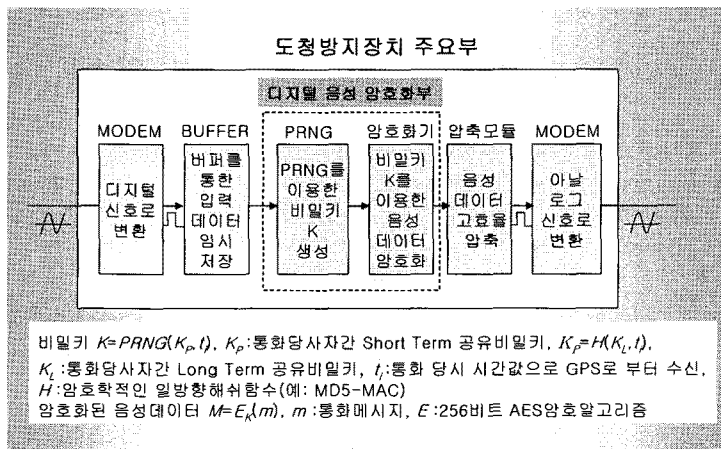 도청방지장치 주요부
디지털 음성 암호화부
MODEM
BUFFER
PRNG
암호화기
압축모듈
MODEM
디지털
신호로
변환
버퍼를
통한
입력
데이터
임시
저장
PRNG를
이용한
비밀키
K
생성
비밀키
K를
이용한
음성
데이터
암호화
음성
데이터
고효율
압축
아날
로그
신호로
변환
비밀키 K=PRNG(K_P, t_i), K_P:통화당사자간 Short Term 공유비밀키, K_P=H(K_L, t_i),
K_L:통화당사자간 Long Term 공유비밀키, t_i:통화 당시 시간값으로 GPS로 부터 수신,
H:암호학적인 일방향해쉬함수(예: MD5-MAC)
암호화된 음성데이터 M=E_K(m), m:통화메시지, E:256비트 AES암호알고리즘